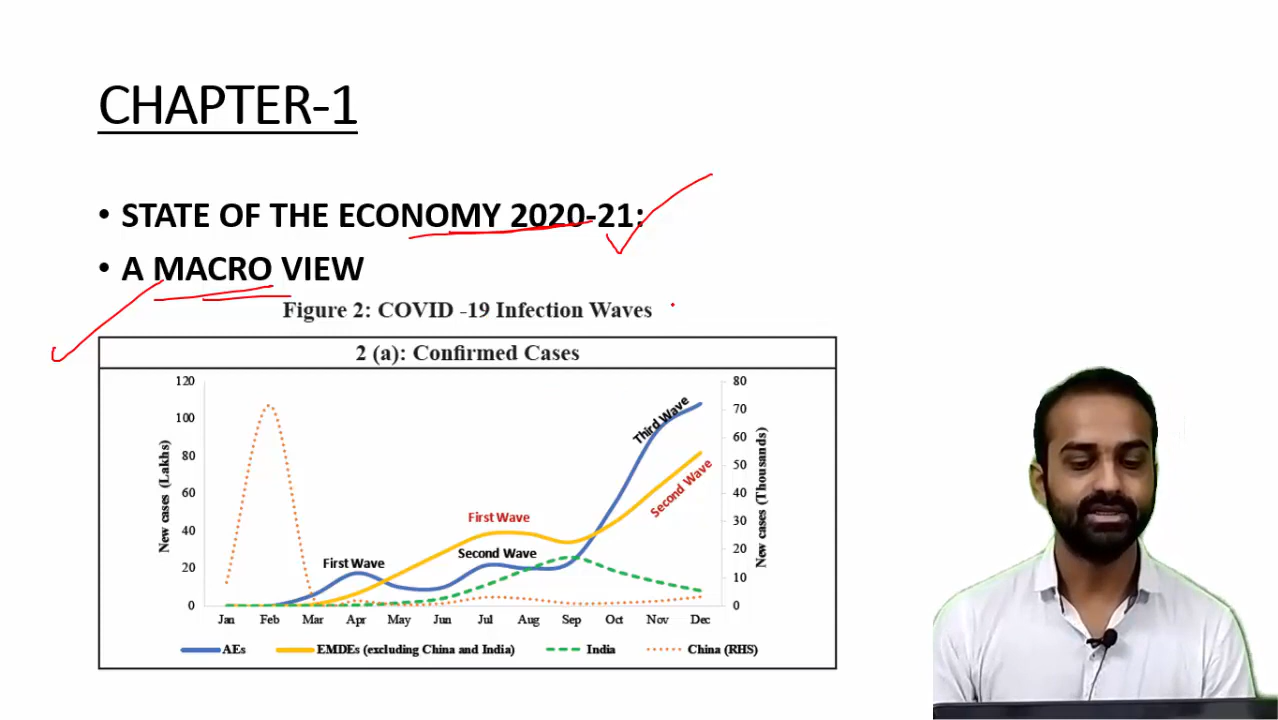 CHAPTER-1
• STATE OF THE ECONOMY 2020-21:
• A MACRO VIEW
Figure 2: COVID -19 Infection Waves
2 (a): Confirmed Cases
120
100
80
60
40
20
0
New cases (Lakhs)
80
70
60
50
40
30
20
10
0
New cases (Thousands)
First Wave
First Wave
Second Wave
Third Wave
Second Wave
Jan Feb Mar Apr May Jun Jul Aug Sep Oct Nov Dec
AEs EMDEs (excluding China and India) India China (RHS)